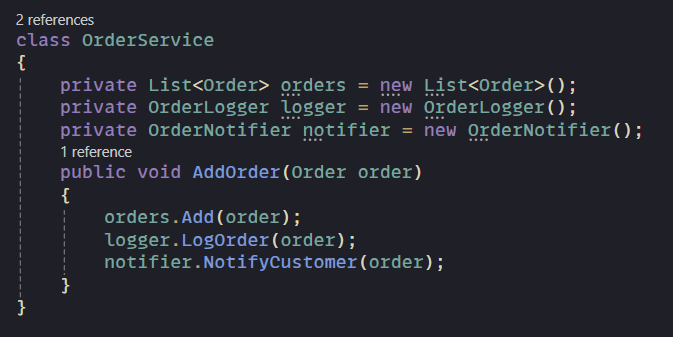 2 references
class OrderService
{
    private List<Order> orders = new List<Order>();
    private OrderLogger logger = new OrderLogger();
    private OrderNotifier notifier = new OrderNotifier();
    1 reference
    public void AddOrder(Order order)
    {
        orders.Add(order);
        logger.LogOrder(order);
        notifier.NotifyCustomer(order);
    }
}